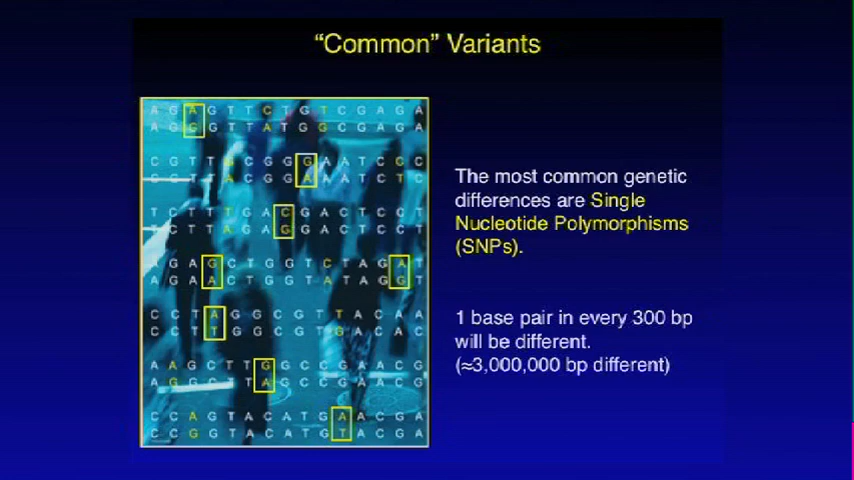 “Common” Variants
A G A G T T C T G T C G A G A
A G G G T T A T G G C G A G A
C G T T G C G G G A A T C G C
C G T T A C G G A A A T C T C
T C T T T G A C G A C T C C T
T C T T A G A G G A C T C C T
A G A G C T G G T C T A G A T
A G A A C T G G T A T A G G T
C C T A G G C G T T A C A A
C C T T G G C G T G A C A C
A A G C T T G G C C G A A C G
A G G C T A G C C G A A C G
C C A G T A C A T G A A C G A
C C G G T A C A T G T A C G A
The most common genetic
differences are Single
Nucleotide Polymorphisms
(SNPs).
1 base pair in every 300 bp
will be different.
(≈3,000,000 bp different)